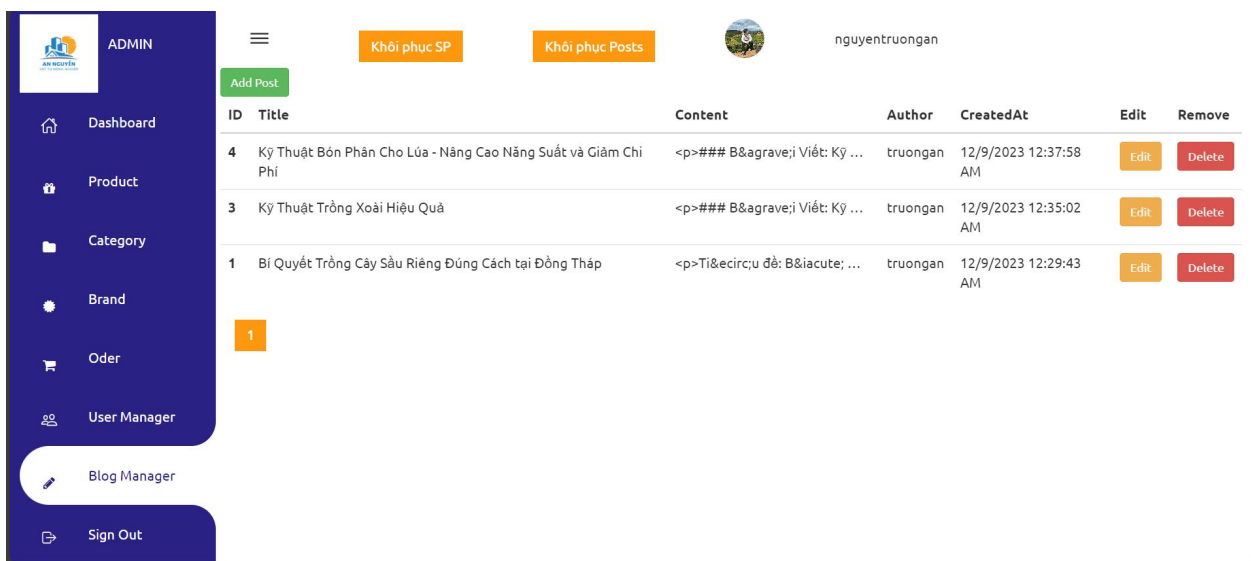 AN NGUYÊN
ADMIN
Khôi phục SP
Khôi phục Posts
nguyentruongan
Dashboard
Product
Category
Brand
Oder
User Manager
Blog Manager
Sign Out
Add Post
ID Title Content Author CreatedAt Edit Remove
4 Kỹ Thuật Bón Phân Cho Lúa - Nâng Cao Năng Suất và Giảm Chi <p>### B&agrave;i Viết: Kỹ ... truongan 12/9/2023 12:37:58 Edit Delete
Phí AM
3 Kỹ Thuật Trồng Xoài Hiệu Quả <p>### B&agrave;i Viết: Kỹ ... truongan 12/9/2023 12:35:02 Edit Delete
AM
1 Bí Quyết Trồng Cây Sầu Riêng Đúng Cách tại Đồng Tháp <p>Ti&ecirc;u đề: B&iacute; ... truongan 12/9/2023 12:29:43 Edit Delete
AM
1